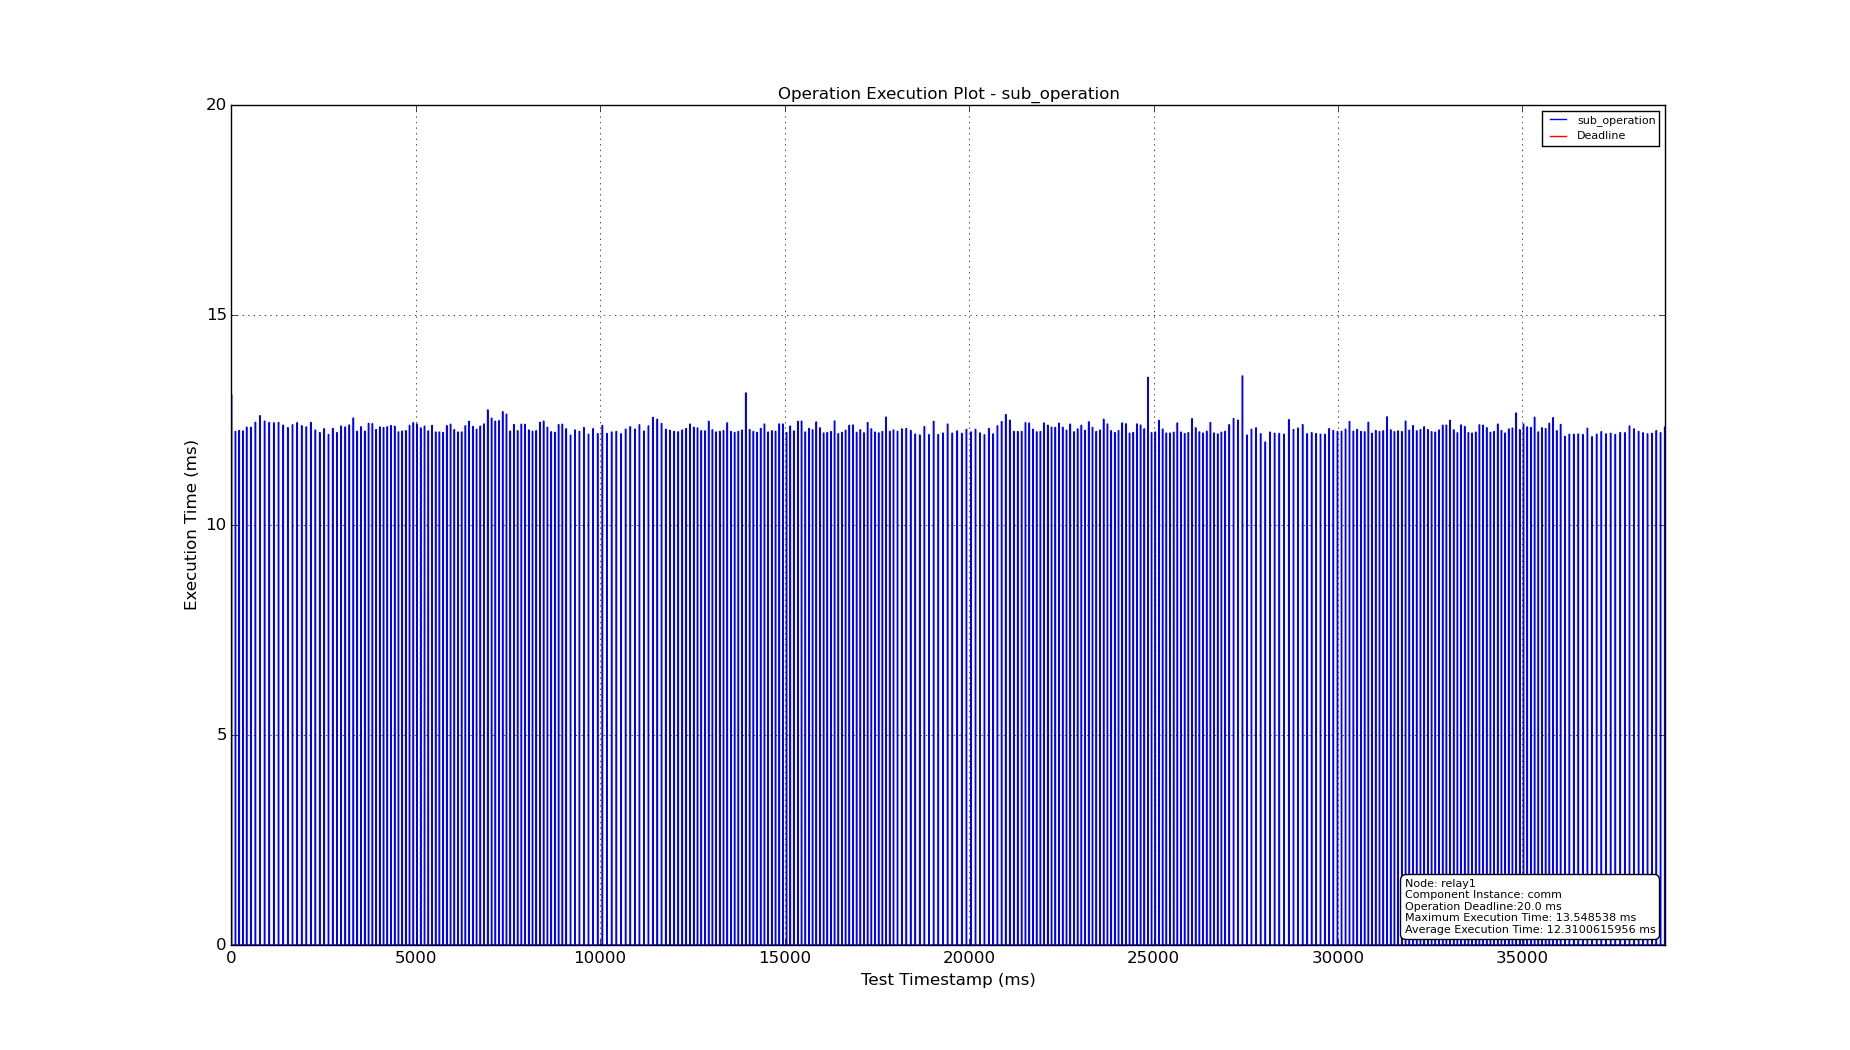 Operation Execution Plot - sub_operation
20
15
10
5
0
Execution Time (ms)
sub_operation
Deadline
Node: relay1
Component Instance: comm
Operation Deadline:20.0 ms
Maximum Execution Time: 13.548538 ms
Average Execution Time: 12.3100615956 ms
0 5000 10000 15000 20000 25000 30000 35000
Test Timestamp (ms)